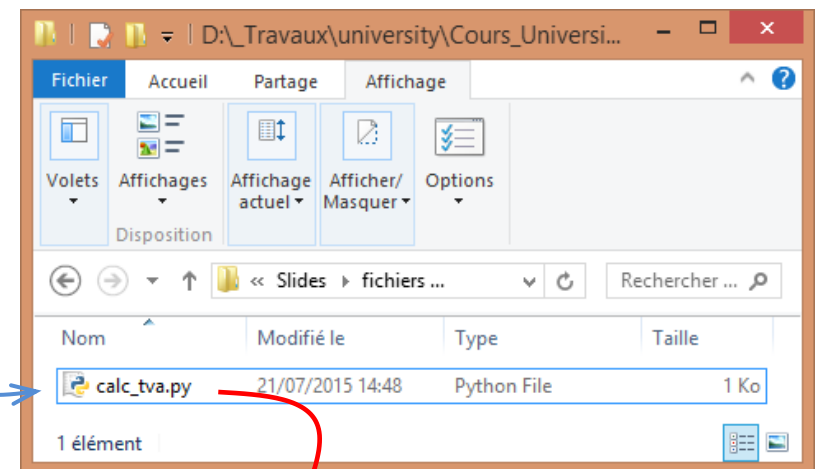 D:\_Travaux\university\Cours_Universi...
Fichier Accueil Partage Affichage
Volets Affichages Affichage actuel Afficher/ Masquer Options
Disposition
« Slides fichiers ... Rechercher ...
Nom Modifié le Type Taille
calc_tva.py 21/07/2015 14:48 Python File 1 Ko
1 élément